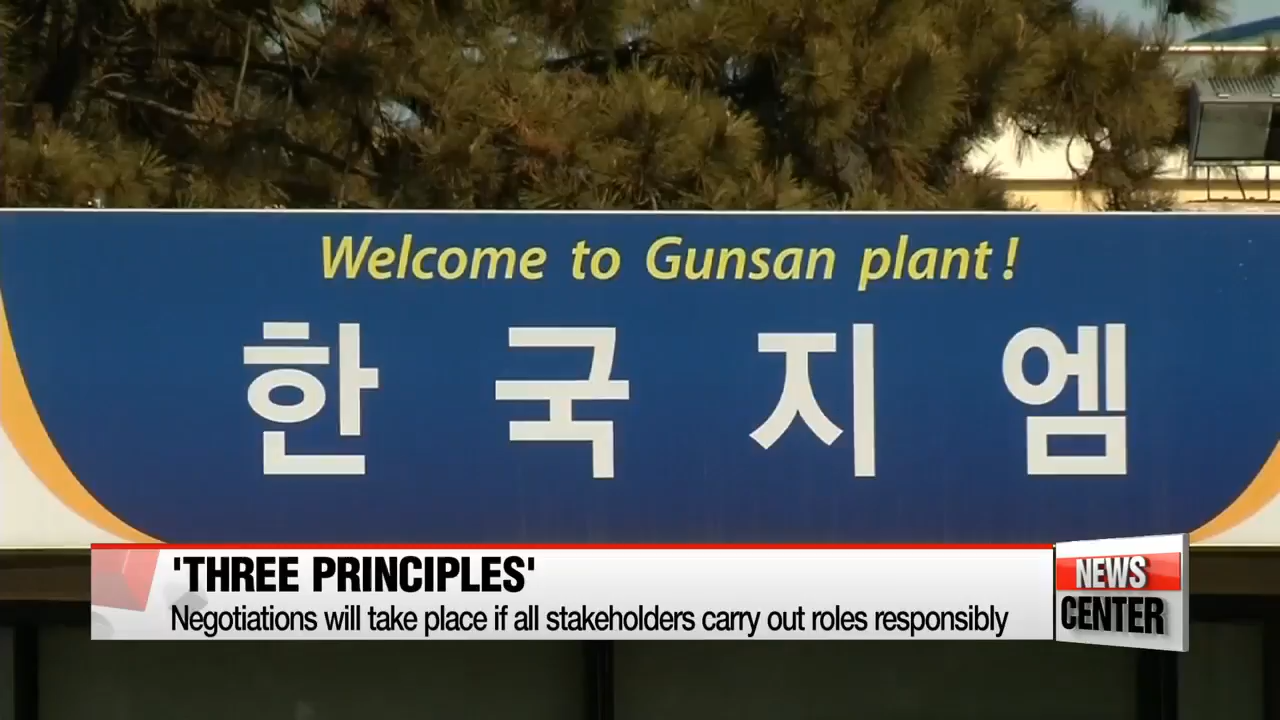 Welcome to Gunsan plant !
한국지엠
'THREE PRINCIPLES'
Negotiations will take place if all stakeholders carry out roles responsibly
NEWS
CENTER